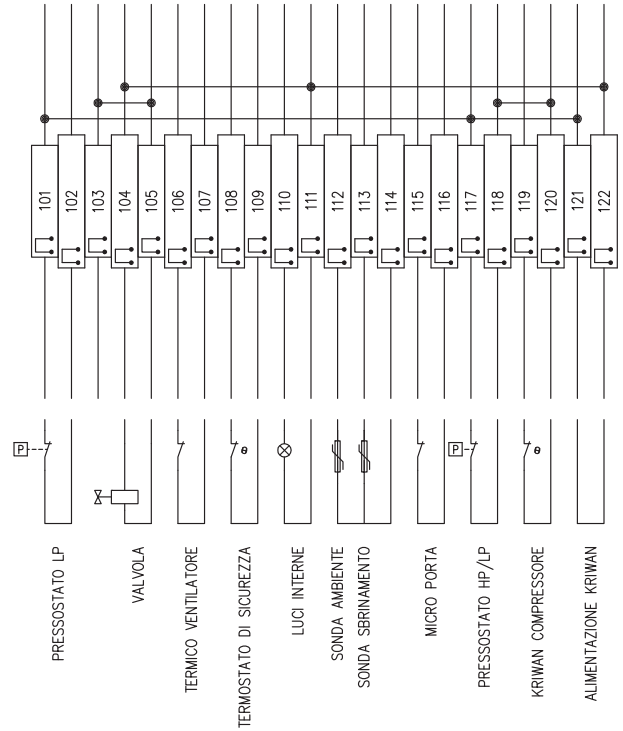 101
102
103
104
105
106
107
108
109
110
111
112
113
114
115
116
117
118
119
120
121
122
P
θ
P
θ
PRESSOSTATO LP
VALVOLA
TERMICO VENTILATORE
TERMOSTATO DI SICUREZZA
LUCI INTERNE
SONDA AMBIENTE
SONDA SBRINAMENTO
MICRO PORTA
PRESSOSTATO HP/LP
KRIWAN COMPRESSORE
ALIMENTAZIONE KRIWAN